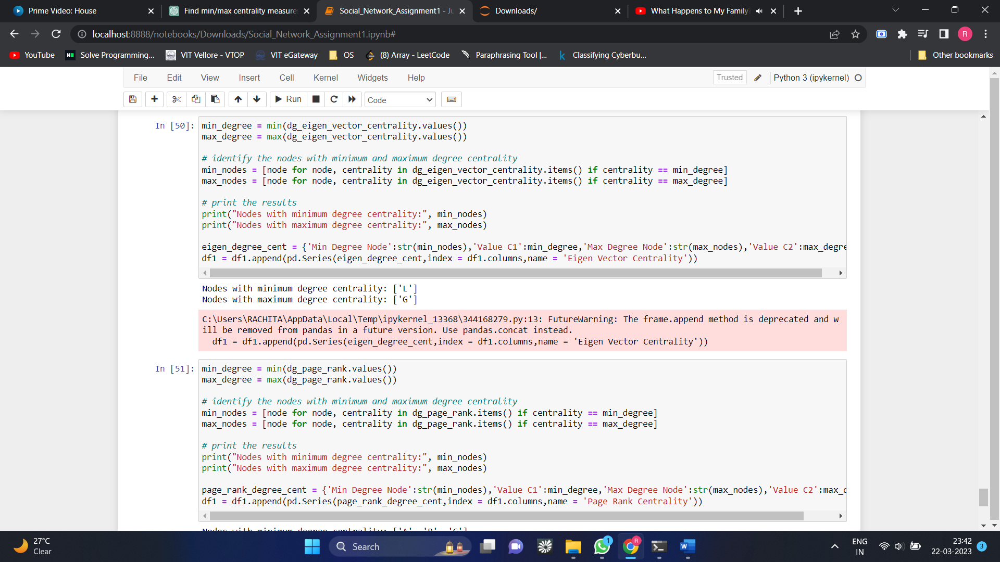 Prime Video: House
Find min/max centrality measure
Social_Network_Assignment1 - Ju
Downloads/
What Happens to My Family?
localhost:8888/notebooks/Downloads/Social_Network_Assignment1.ipynb#
R
YouTube
Solve Programming...
VIT Vellore - VTOP
VIT eGateway
OS
(8) Array - LeetCode
Paraphrasing Tool |...
Classifying Cyberbu...
Other bookmarks
File Edit View Insert Cell Kernel Widgets Help
Trusted
Python 3 (ipykernel)
Run
Code
In [50]:
min_degree = min(dg_eigen_vector_centrality.values())
max_degree = max(dg_eigen_vector_centrality.values())
# identify the nodes with minimum and maximum degree centrality
min_nodes = [node for node, centrality in dg_eigen_vector_centrality.items() if centrality == min_degree]
max_nodes = [node for node, centrality in dg_eigen_vector_centrality.items() if centrality == max_degree]
# print the results
print("Nodes with minimum degree centrality:", min_nodes)
print("Nodes with maximum degree centrality:", max_nodes)
eigen_degree_cent = {'Min Degree Node':str(min_nodes),'Value C1':min_degree,'Max Degree Node':str(max_nodes),'Value C2':max_degre
df1 = df1.append(pd.Series(eigen_degree_cent,index = df1.columns,name = 'Eigen Vector Centrality'))
Nodes with minimum degree centrality: ['L']
Nodes with maximum degree centrality: ['G']
C:\Users\RACHITA\AppData\Local\Temp\ipykernel_13368\344168279.py:13: FutureWarning: The frame.append method is deprecated and w
ill be removed from pandas in a future version. Use pandas.concat instead.
df1 = df1.append(pd.Series(eigen_degree_cent,index = df1.columns,name = 'Eigen Vector Centrality'))
In [51]:
min_degree = min(dg_page_rank.values())
max_degree = max(dg_page_rank.values())
# identify the nodes with minimum and maximum degree centrality
min_nodes = [node for node, centrality in dg_page_rank.items() if centrality == min_degree]
max_nodes = [node for node, centrality in dg_page_rank.items() if centrality == max_degree]
# print the results
print("Nodes with minimum degree centrality:", min_nodes)
print("Nodes with maximum degree centrality:", max_nodes)
page_rank_degree_cent = {'Min Degree Node':str(min_nodes),'Value C1':min_degree,'Max Degree Node':str(max_nodes),'Value C2':max_d
df1 = df1.append(pd.Series(page_rank_degree_cent,index = df1.columns,name = 'Page Rank Centrality'))
Nodes with minimum degree centrality:
27°C
Clear
Search
1
R
ENG
IN
23:42
22-03-2023
3